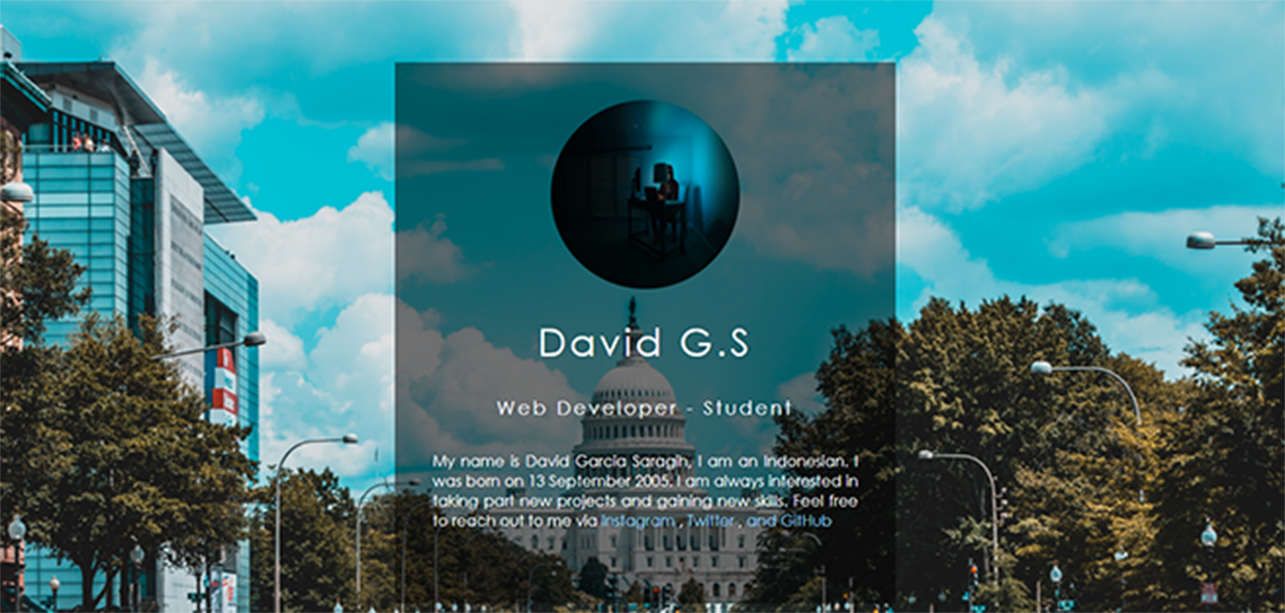 David G.S
Web Developer - Student
My name is David Garcia Saragih, I am an Indonesian. I
was born on 13 September 2005. I am always interested in
taking part new projects and gaining new skills. Feel free
to reach out to me via Instagram , Twitter , and GitHub